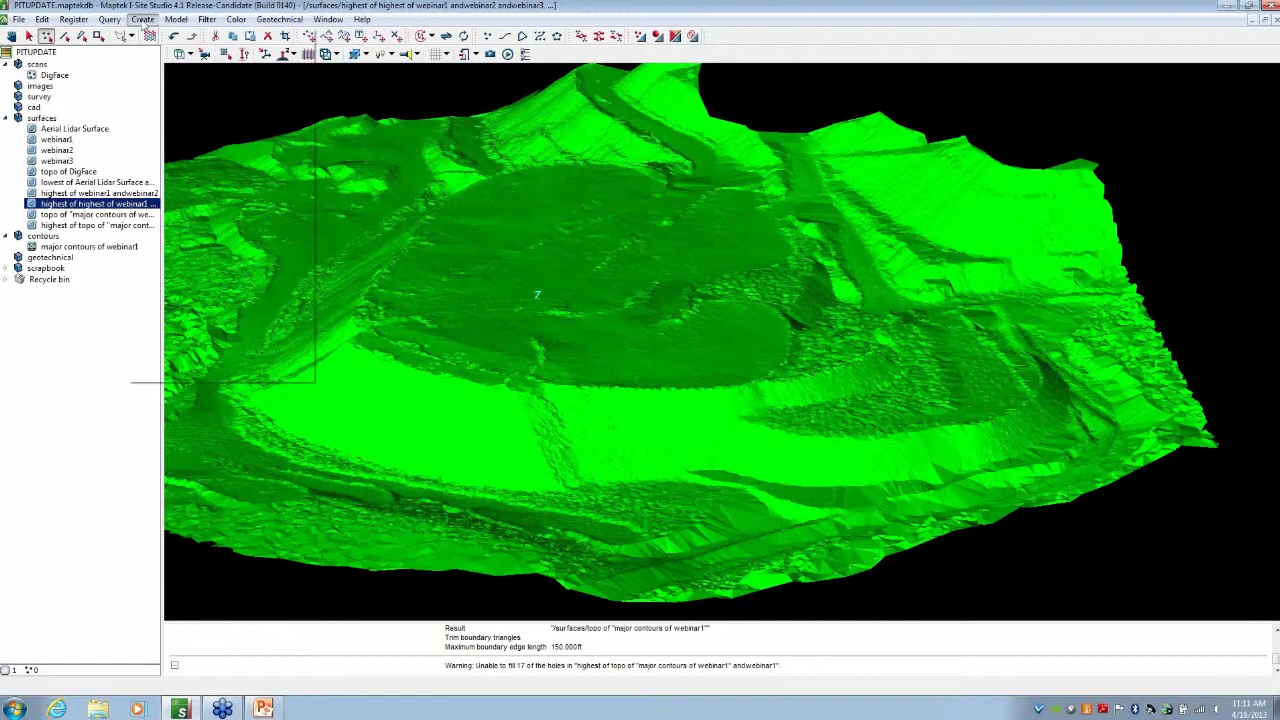 PITUPDATE.maptekdb - Maptek I-Site Studio 4.1 Release-Candidate (Build 0140) - [/surfaces/highest of highest of webinar1 andwebinar2 andwebinar3, ...]
File Edit Register Query Create Model Filter Color Geotechnical Window Help
PITUPDATE
scans
DigFace
images
survey
cad
surfaces
Aerial Lidar Surface
webinar1
webinar2
webinar3
topo of DigFace
lowest of Aerial Lidar Surface a...
highest of webinar1 andwebinar2
highest of highest of webinar1 ...
topo of "major contours of we...
highest of topo of "major cont...
contours
major contours of webinar1
geotechnical
scrapbook
Recycle bin
Z
Result "/surfaces/topo of "major contours of webinar1""
Trim boundary triangles
Maximum boundary edge length 150.000ft
Warning: Unable to fill 17 of the holes in "highest of topo of "major contours of webinar1" andwebinar1".
1 0
11:11 AM
4/18/2013